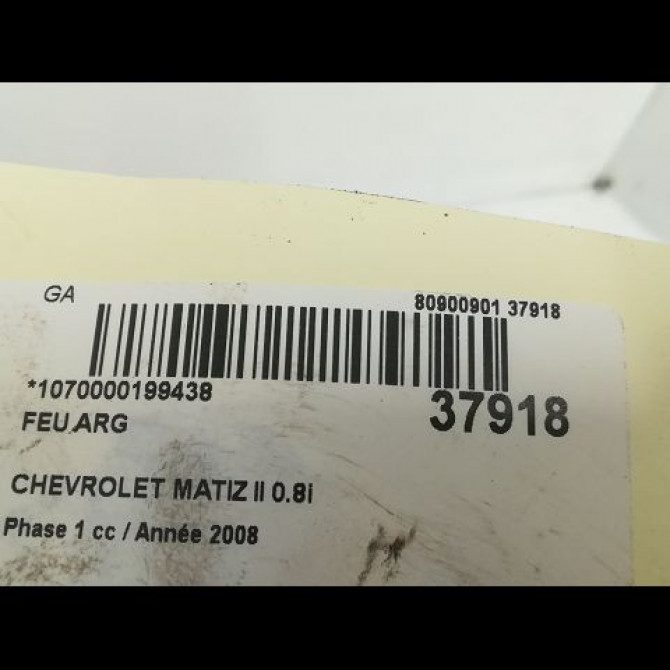 GA
80900901 37918
*1070000199438
37918
FEU.ARG
CHEVROLET MATIZ II 0.8i
Phase 1 cc / Année 2008